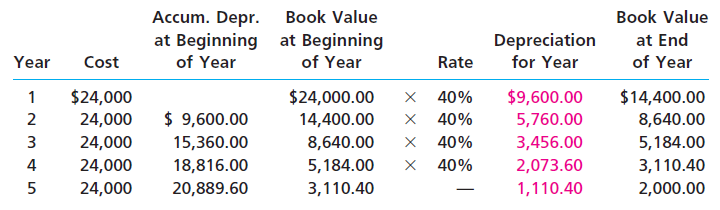 Accum. Depr. Book Value Book Value
at Beginning at Beginning Depreciation at End
Year Cost of Year of Year Rate for Year of Year
1 $24,000 $24,000.00 × 40% $9,600.00 $14,400.00
2 24,000 $ 9,600.00 14,400.00 × 40% 5,760.00 8,640.00
3 24,000 15,360.00 8,640.00 × 40% 3,456.00 5,184.00
4 24,000 18,816.00 5,184.00 × 40% 2,073.60 3,110.40
5 24,000 20,889.60 3,110.40 — 1,110.40 2,000.00